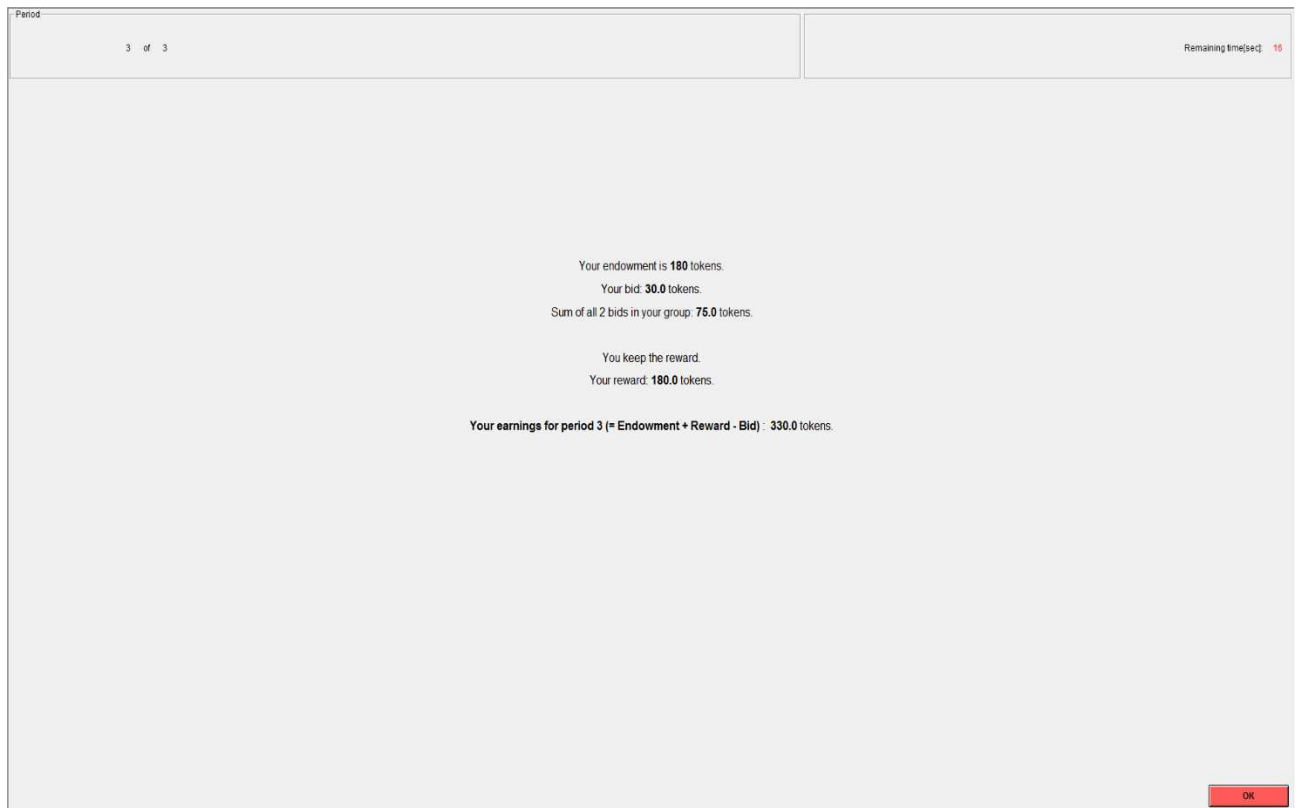 Period
3 of 3
Remaining time[sec]: 16
Your endowment is 180 tokens.
Your bid: 30.0 tokens.
Sum of all 2 bids in your group: 75.0 tokens.
You keep the reward.
Your reward: 180.0 tokens.
Your earnings for period 3 (= Endowment + Reward - Bid) : 330.0 tokens.
OK